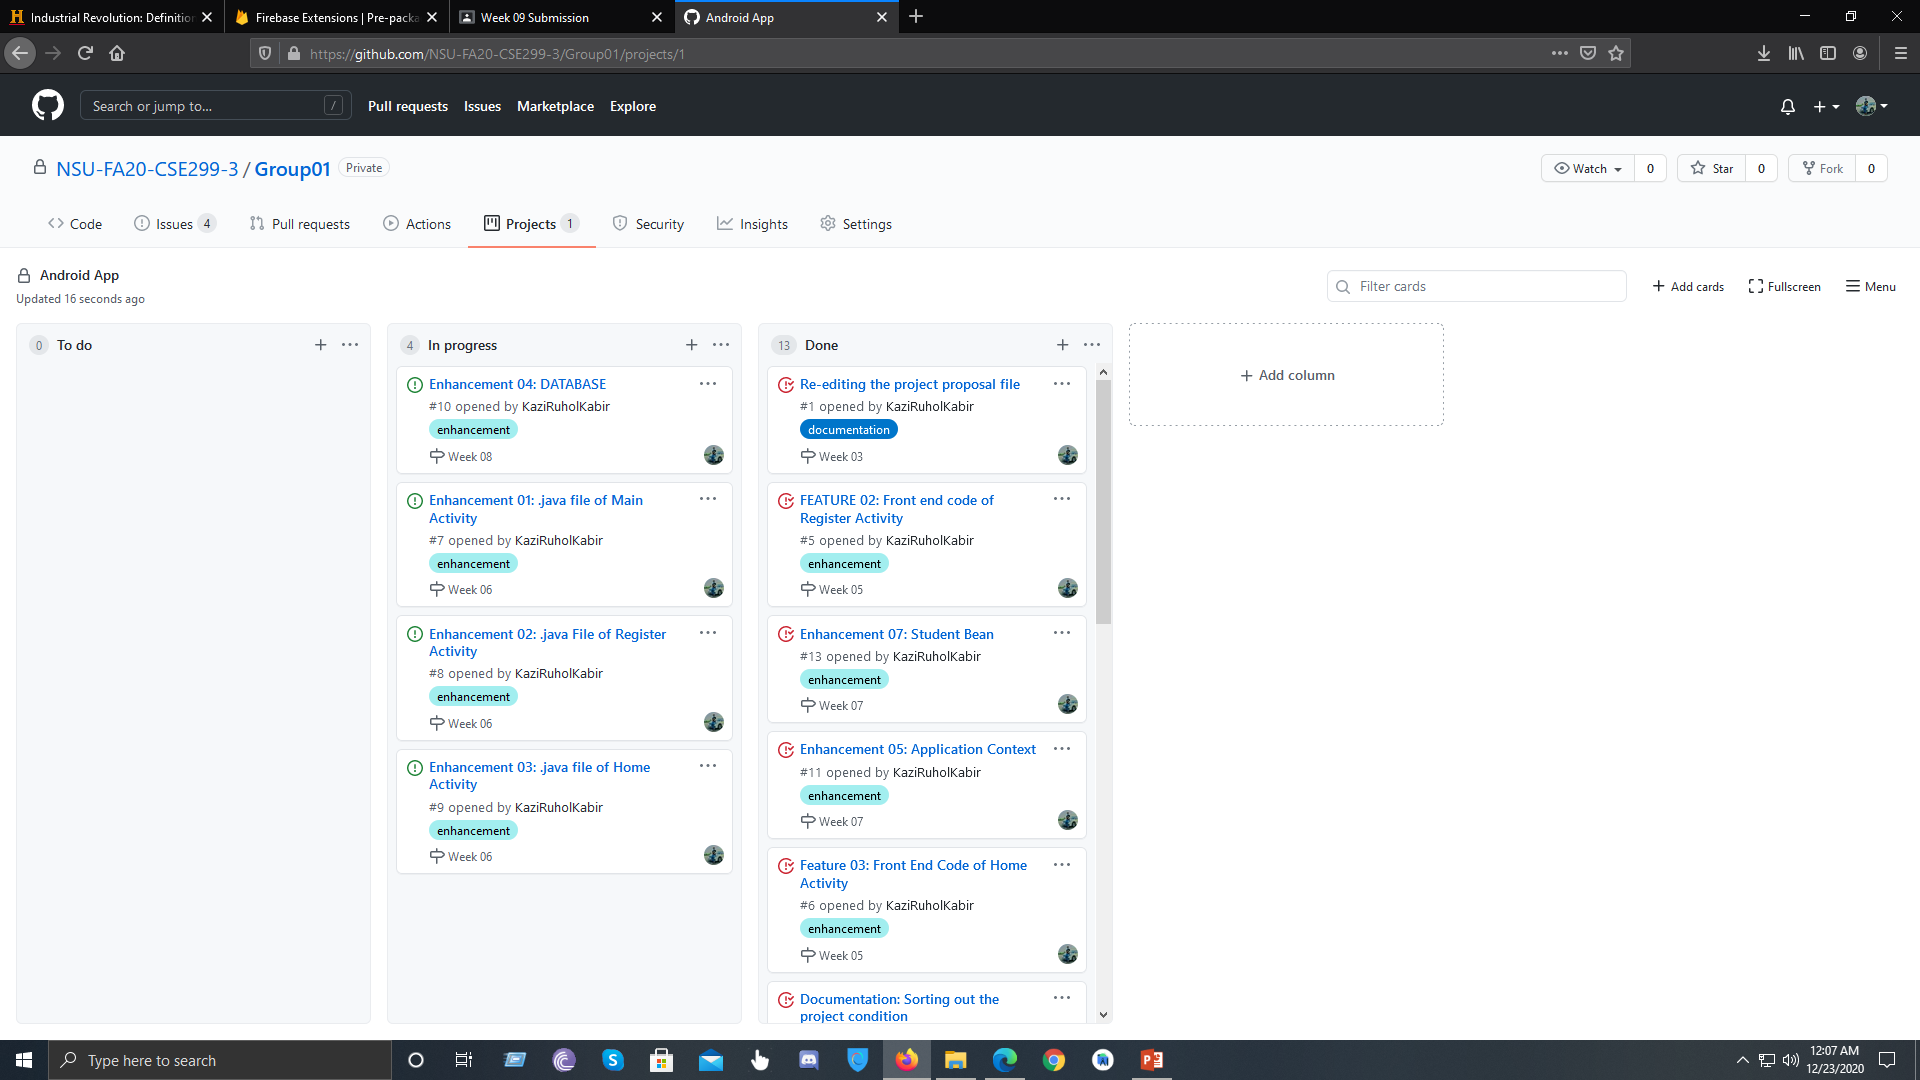 Industrial Revolution: Definition
Firebase Extensions | Pre-packa
Week 09 Submission
Android App
https://github.com/NSU-FA20-CSE299-3/Group01/projects/1
Search or jump to...
/
Pull requests
Issues
Marketplace
Explore
NSU-FA20-CSE299-3 / Group01
Private
Watch
0
Star
0
Fork
0
Code
Issues 4
Pull requests
Actions
Projects 1
Security
Insights
Settings
Android App
Updated 16 seconds ago
Filter cards
Add cards
Fullscreen
Menu
0 To do
4 In progress
Enhancement 04: DATABASE
#10 opened by KaziRuholKabir
enhancement
Week 08
Enhancement 01: .java file of Main
Activity
#7 opened by KaziRuholKabir
enhancement
Week 06
Enhancement 02: .java File of Register
Activity
#8 opened by KaziRuholKabir
enhancement
Week 06
Enhancement 03: .java file of Home
Activity
#9 opened by KaziRuholKabir
enhancement
Week 06
13 Done
Re-editing the project proposal file
#1 opened by KaziRuholKabir
documentation
Week 03
FEATURE 02: Front end code of
Register Activity
#5 opened by KaziRuholKabir
enhancement
Week 05
Enhancement 07: Student Bean
#13 opened by KaziRuholKabir
enhancement
Week 07
Enhancement 05: Application Context
#11 opened by KaziRuholKabir
enhancement
Week 07
Feature 03: Front End Code of Home
Activity
#6 opened by KaziRuholKabir
enhancement
Week 05
Documentation: Sorting out the
project condition
Add column
Type here to search
12:07 AM
12/23/2020